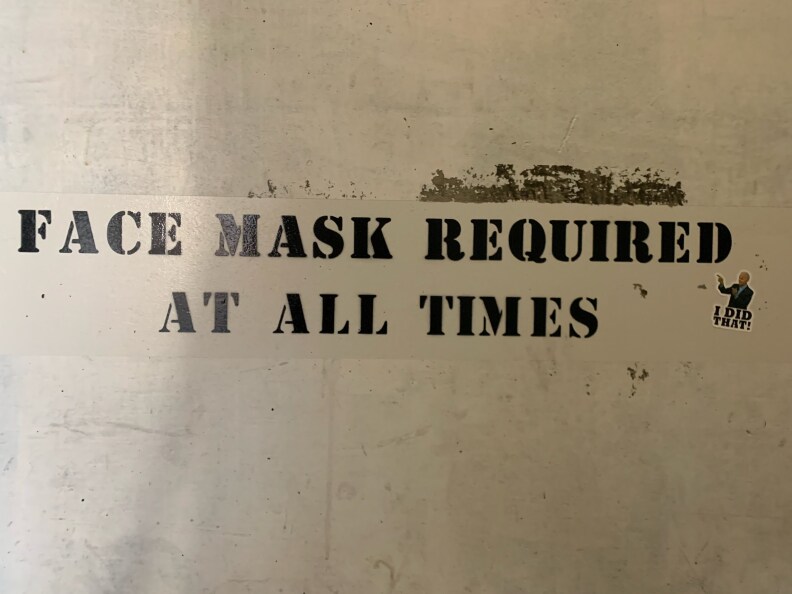 FACE MASK REQUIRED
AT ALL TIMES
I DID
THAT!